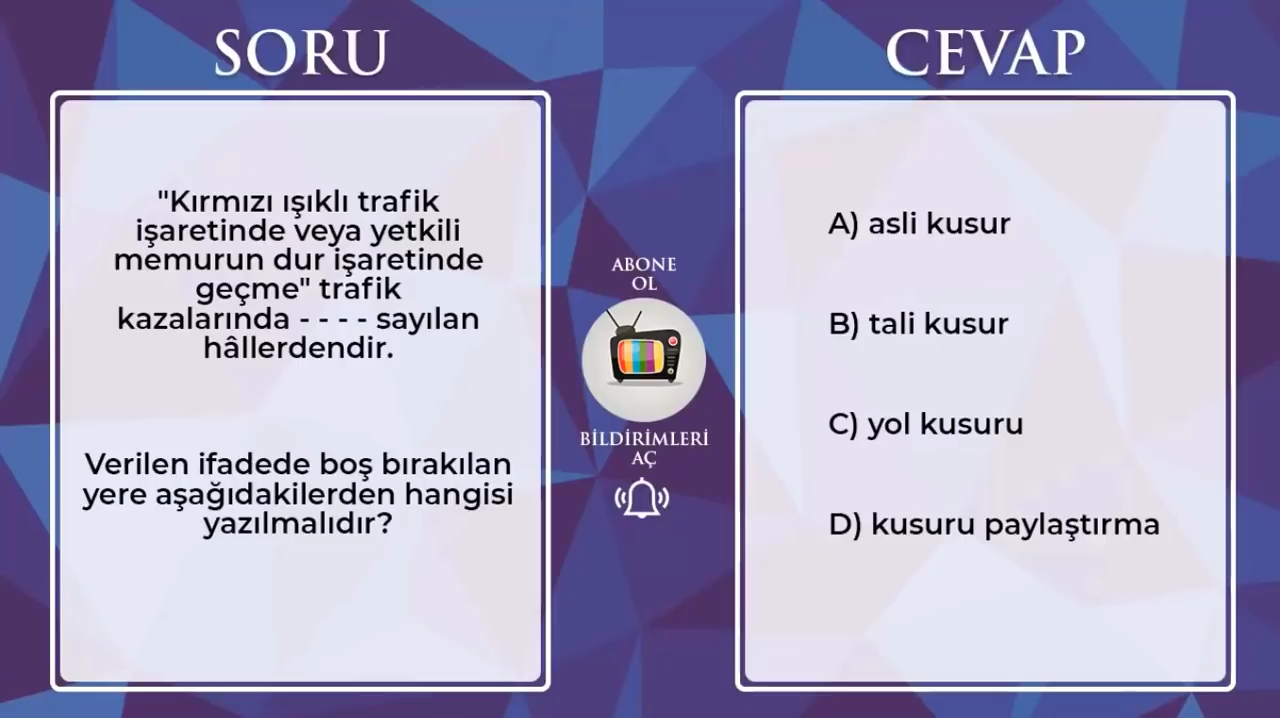 SORU
"Kırmızı ışıklı trafik
işaretinde veya yetkili
memurun dur işaretinde
geçme" trafik
kazalarında - - - - sayılan
hâllerdendir.
Verilen ifadede boş bırakılan
yere aşağıdakilerden hangisi
yazılmalıdır?
ABONE
OL
BİLDİRİMLERİ
AÇ
CEVAP
A) asli kusur
B) tali kusur
C) yol kusuru
D) kusuru paylaştırma